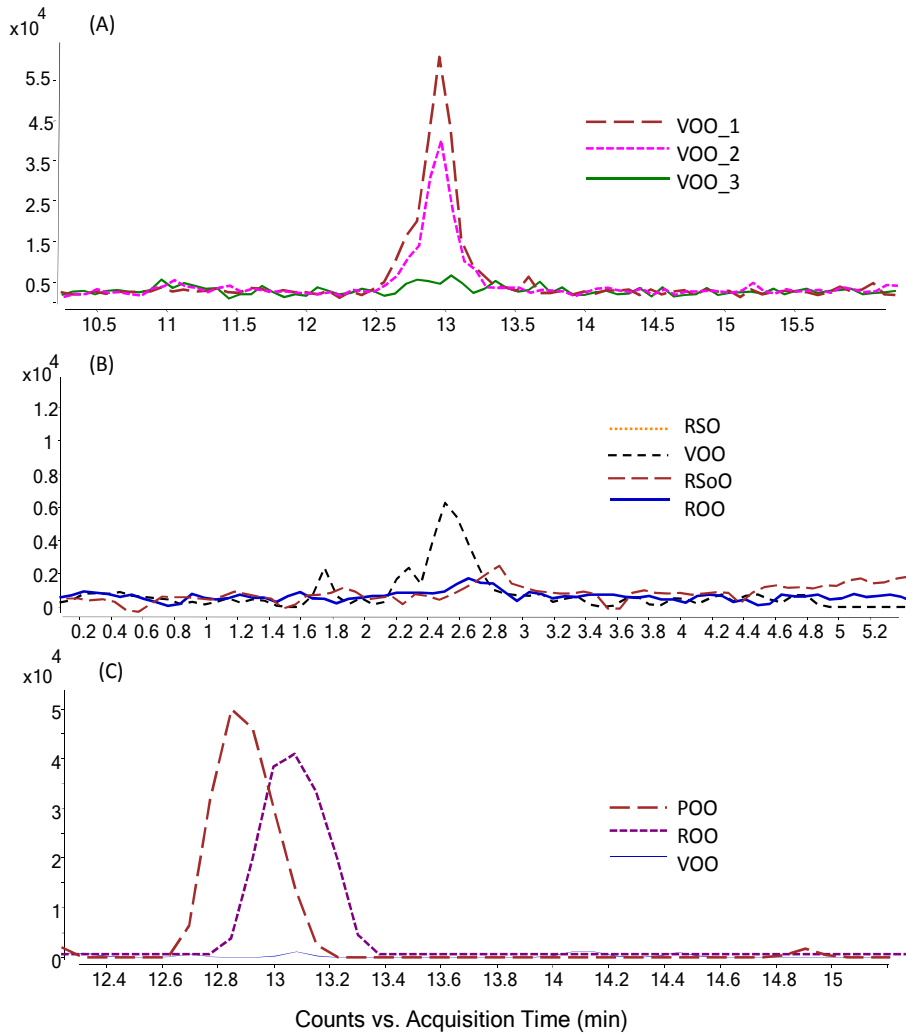 x10 4
(A)
5.5
4.5
3.5
2.5
1.5
0.5
VOO_1
VOO_2
VOO_3
10.5 11 11.5 12 12.5 13 13.5 14 14.5 15 15.5
x10 4
(B)
1.2
1
0.8
0.6
0.4
0.2
0
RSO
VOO
RSoO
ROO
0.2 0.4 0.6 0.8 1 1.2 1.4 1.6 1.8 2 2.2 2.4 2.6 2.8 3 3.2 3.4 3.6 3.8 4 4.2 4.4 4.6 4.8 5 5.2
x10 4
(C)
5
4
3
2
1
0
POO
ROO
VOO
12.4 12.6 12.8 13 13.2 13.4 13.6 13.8 14 14.2 14.4 14.6 14.8 15
Counts vs. Acquisition Time (min)